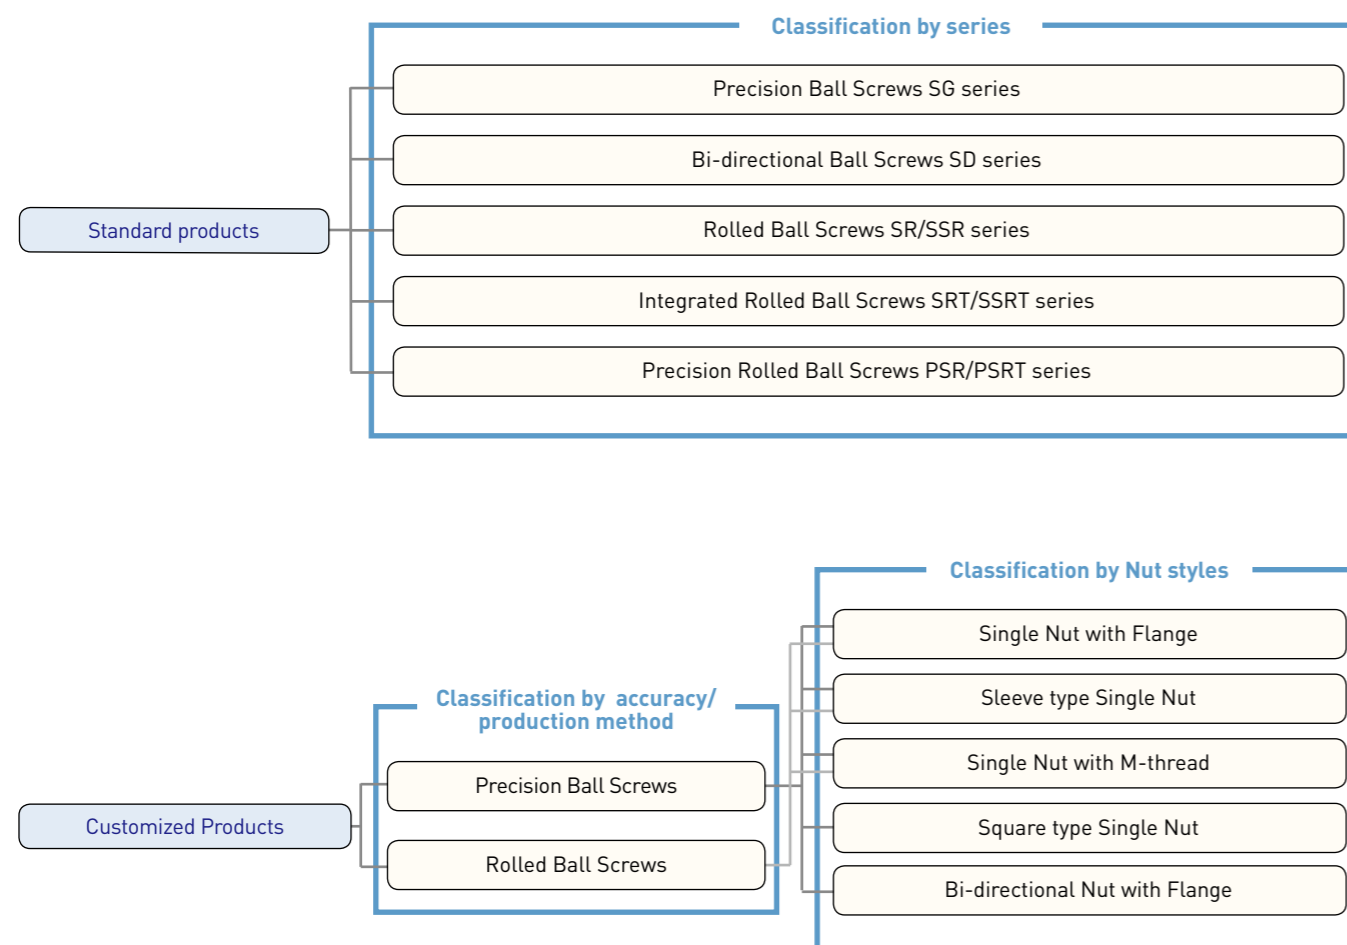 Classification by series
Precision Ball Screws SG series
Bi-directional Ball Screws SD series
Standard products
Rolled Ball Screws SR/SSR series
Integrated Rolled Ball Screws SRT/SSRT series
Precision Rolled Ball Screws PSR/PSRT series
Classification by Nut styles
Single Nut with Flange
Classification by accuracy/
production method
Sleeve type Single Nut
Single Nut with M-thread
Precision Ball Screws
Customized Products
Square type Single Nut
Rolled Ball Screws
Bi-directional Nut with Flange